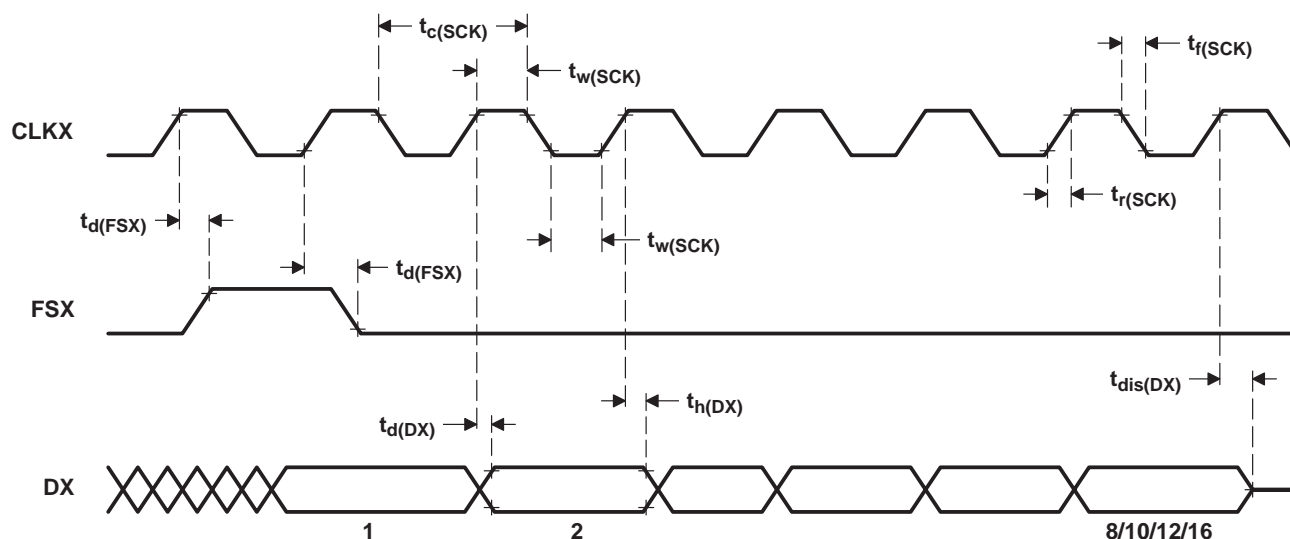 tc(SCK)
tf(SCK)
tw(SCK)
CLKX
td(FSX)
tr(SCK)
tw(SCK)
td(FSX)
FSX
tdis(DX)
th(DX)
td(DX)
DX
1
2
8/10/12/16